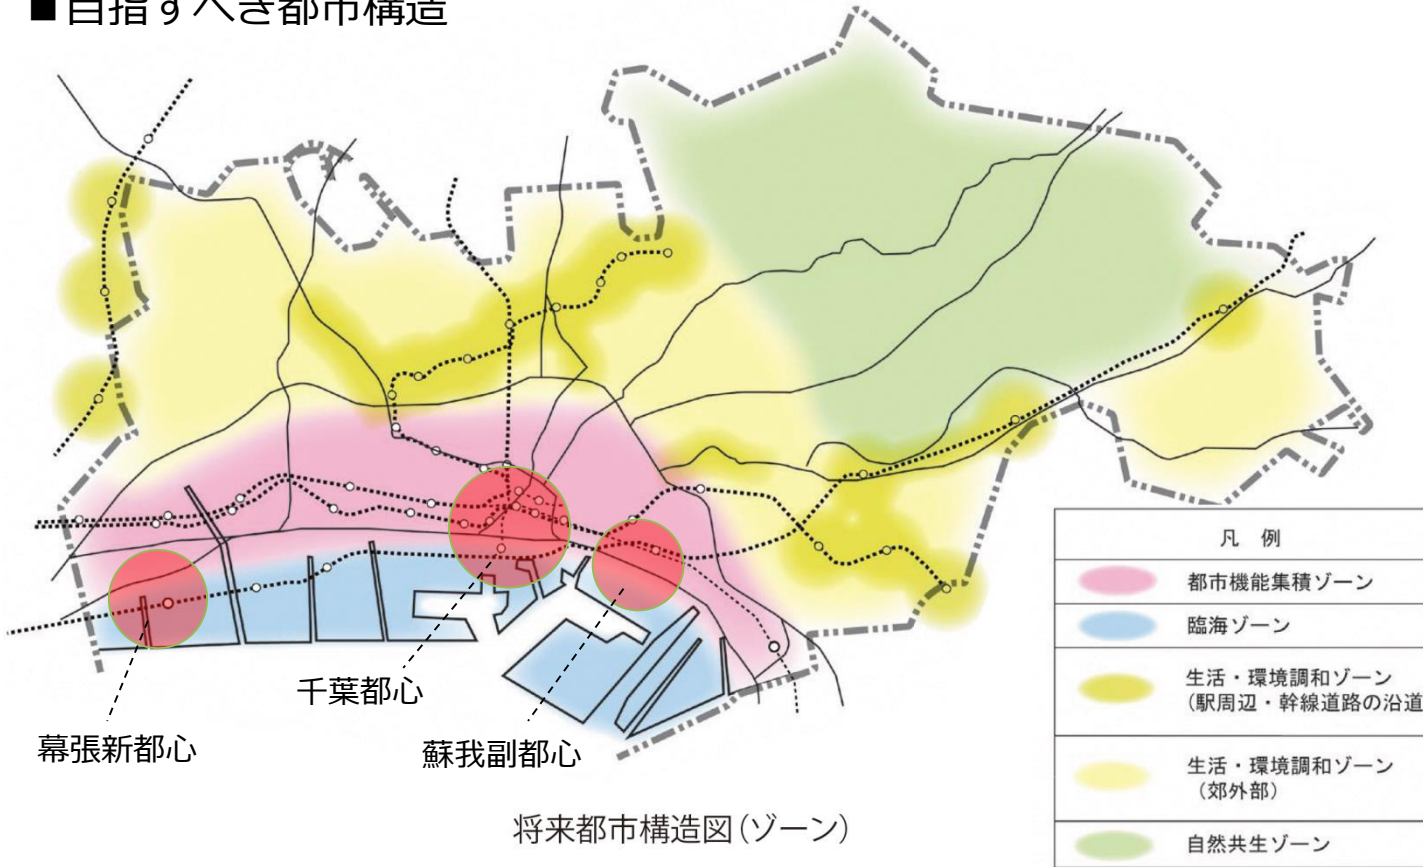 ■目指すべき都市構造
千葉都心
幕張新都心
蘇我副都心
将来都市構造図(ゾーン)
凡 例
都市機能集積ゾーン
臨海ゾーン
生活・環境調和ゾーン
(駅周辺・幹線道路の沿道
生活・環境調和ゾーン
(郊外部)
自然共生ゾーン